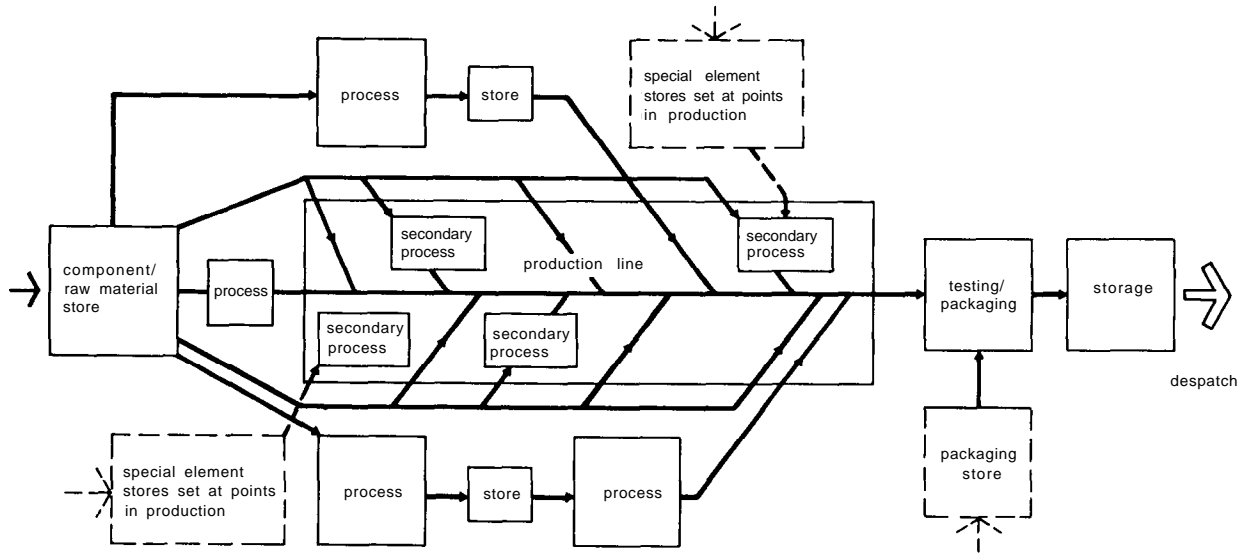 special element
stores set at points
in production
process
store
secondary
process
secondary
process
production line
component/
raw material
store
process
testing/
packaging
storage
secondary
process
secondary
process
despatch
special element
stores set at points
in production
process
store
process
packaging
store